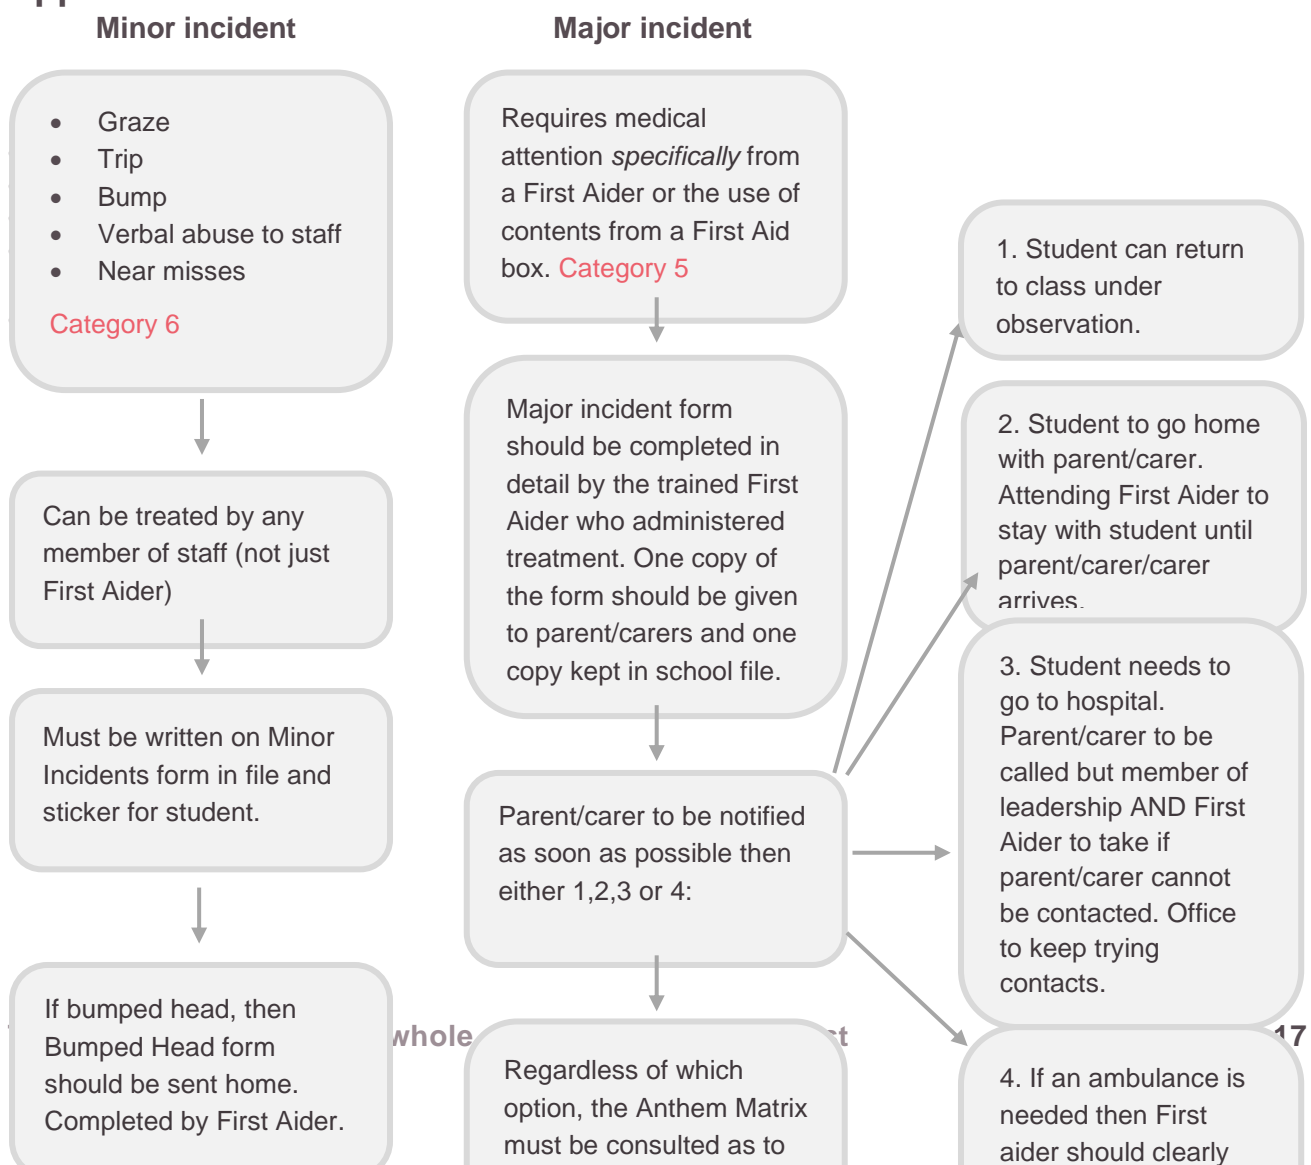 Minor incident
Major incident
• Graze
• Trip
• Bump
• Verbal abuse to staff
• Near misses
Category 6
Can be treated by any
member of staff (not just
First Aider)
Must be written on Minor
Incidents form in file and
sticker for student.
If bumped head, then
Bumped Head form
should be sent home.
Completed by First Aider.
Requires medical
attention specifically from
a First Aider or the use of
contents from a First Aid
box. Category 5
Major incident form
should be completed in
detail by the trained First
Aider who administered
treatment. One copy of
the form should be given
to parent/carers and one
copy kept in school file.
Parent/carer to be notified
as soon as possible then
either 1,2,3 or 4:
Regardless of which
option, the Anthem Matrix
must be consulted as to
1. Student can return
to class under
observation.
2. Student to go home
with parent/carer.
Attending First Aider to
stay with student until
parent/carer/carer
arrives.
3. Student needs to
go to hospital.
Parent/carer to be
called but member of
leadership AND First
Aider to take if
parent/carer cannot
be contacted. Office
to keep trying
contacts.
4. If an ambulance is
needed then First
aider should clearly
whole
17